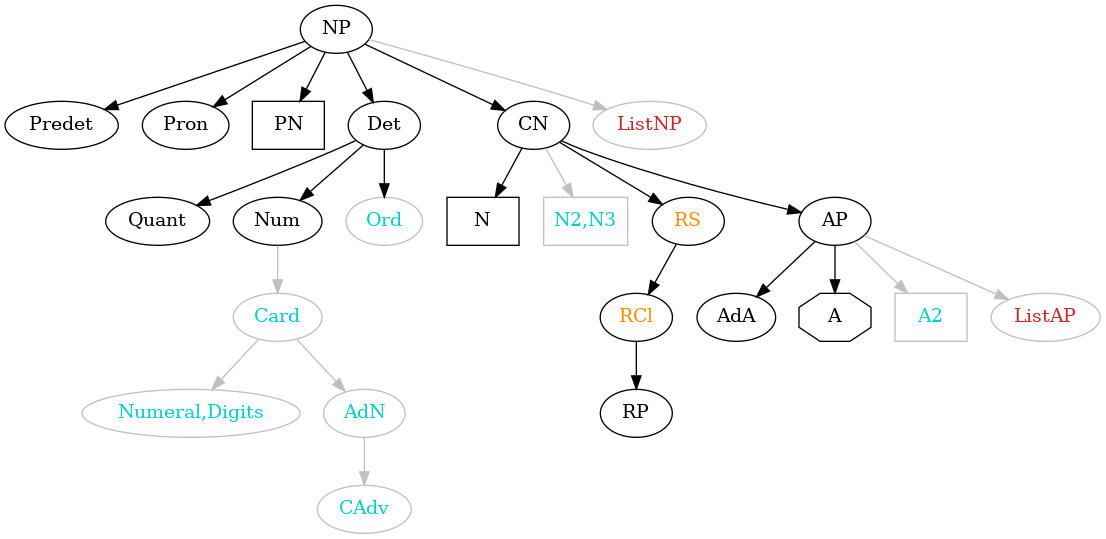 NP
Predet
Pron
PN
Det
CN
ListNP
Quant
Num
Ord
N
N2,N3
RS
AP
Card
RCl
AdA
A
A2
ListAP
Numeral,Digits
AdN
RP
CAdv